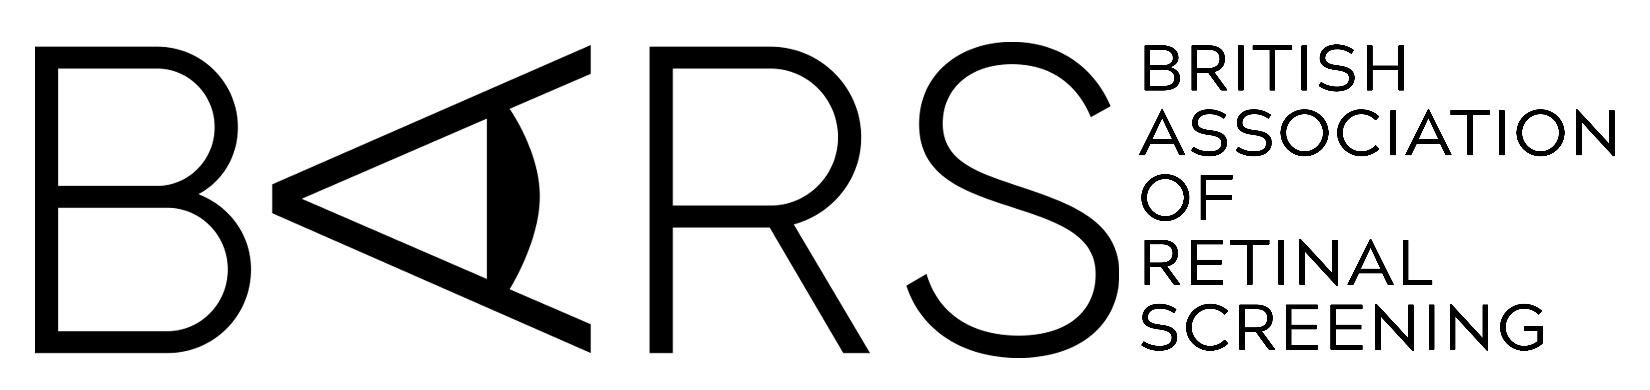 BARS
BRITISH
ASSOCIATION
OF
RETINAL
SCREENING